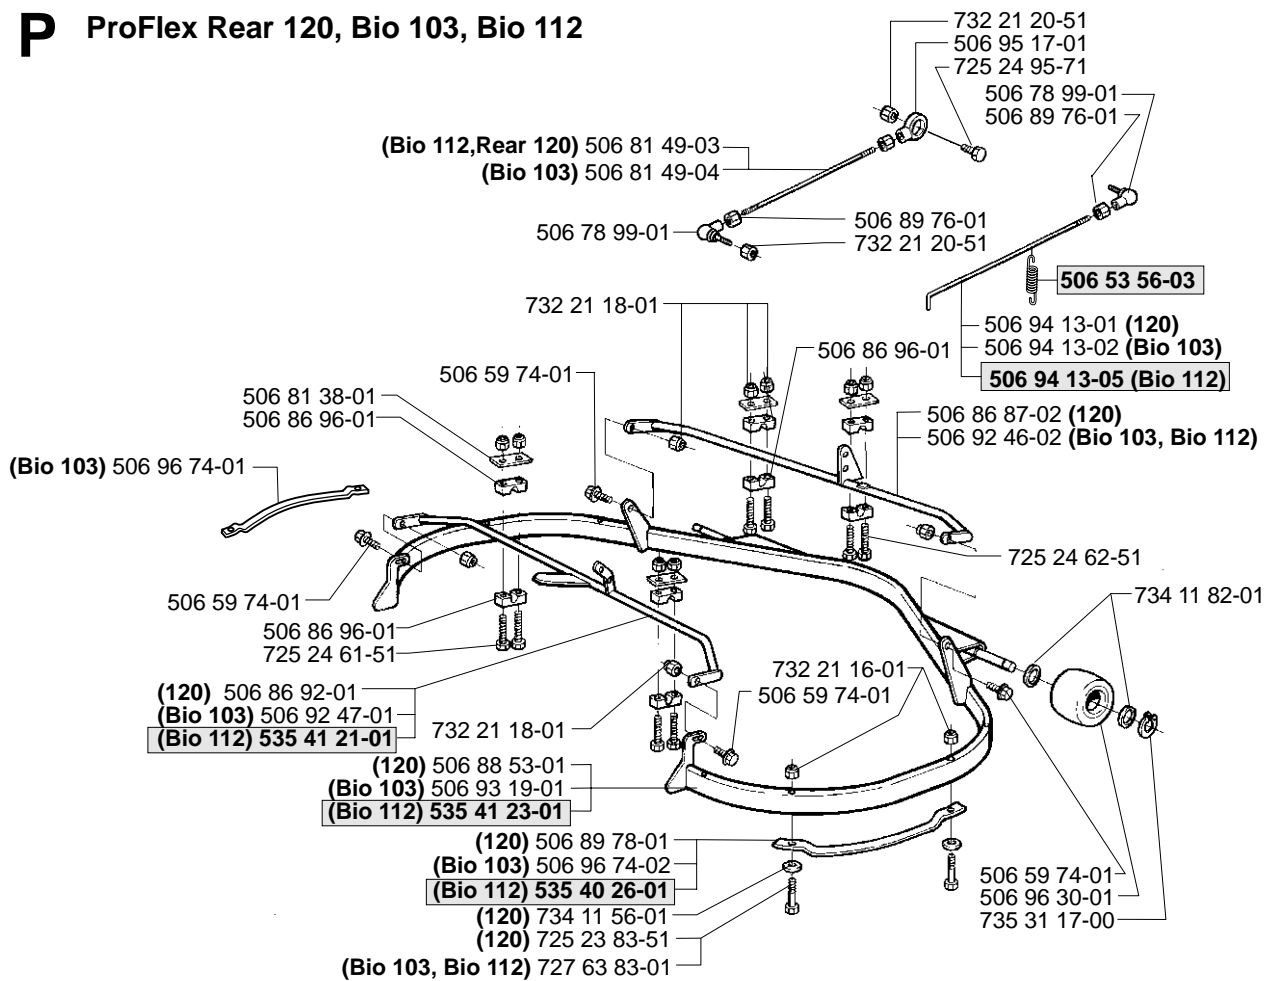 P ProFlex Rear 120, Bio 103, Bio 112
732 21 20-51
506 95 17-01
725 24 95-71
506 78 99-01
506 89 76-01
(Bio 112,Rear 120) 506 81 49-03
(Bio 103) 506 81 49-04
506 78 99-01
506 89 76-01
732 21 20-51
506 53 56-03
732 21 18-01
506 94 13-01 (120)
506 94 13-02 (Bio 103)
506 94 13-05 (Bio 112)
506 86 96-01
506 59 74-01
506 81 38-01
506 86 96-01
506 86 87-02 (120)
506 92 46-02 (Bio 103, Bio 112)
(Bio 103) 506 96 74-01
725 24 62-51
734 11 82-01
506 59 74-01
506 86 96-01
725 24 61-51
732 21 16-01
506 59 74-01
(120) 506 86 92-01
(Bio 103) 506 92 47-01
(Bio 112) 535 41 21-01
732 21 18-01
(120) 506 88 53-01
(Bio 103) 506 93 19-01
(Bio 112) 535 41 23-01
(120) 506 89 78-01
(Bio 103) 506 96 74-02
(Bio 112) 535 40 26-01
(120) 734 11 56-01
(120) 725 23 83-51
(Bio 103, Bio 112) 727 63 83-01
506 59 74-01
506 96 30-01
735 31 17-00